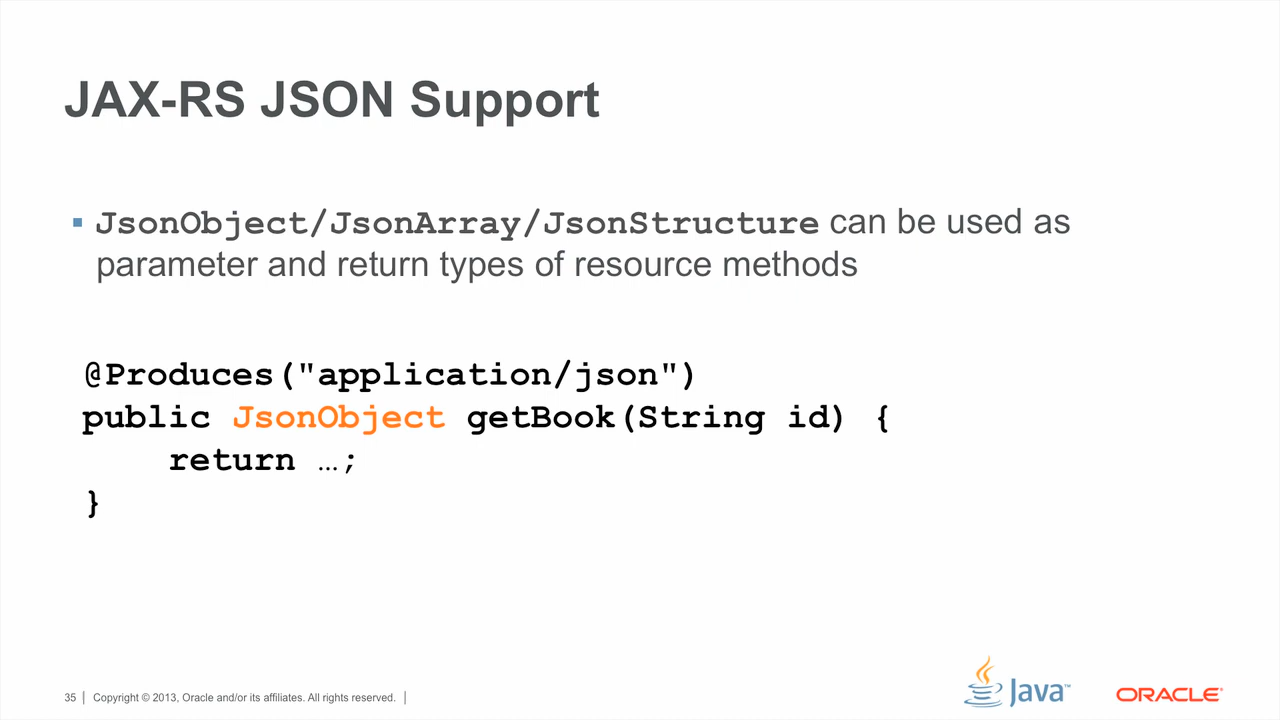 JAX-RS JSON Support
▪ JsonObject/JsonArray/JsonStructure can be used as
parameter and return types of resource methods
@Produces("application/json")
public JsonObject getBook(String id) {
    return …;
}
35 | Copyright © 2013, Oracle and/or its affiliates. All rights reserved. |
Java™
ORACLE®